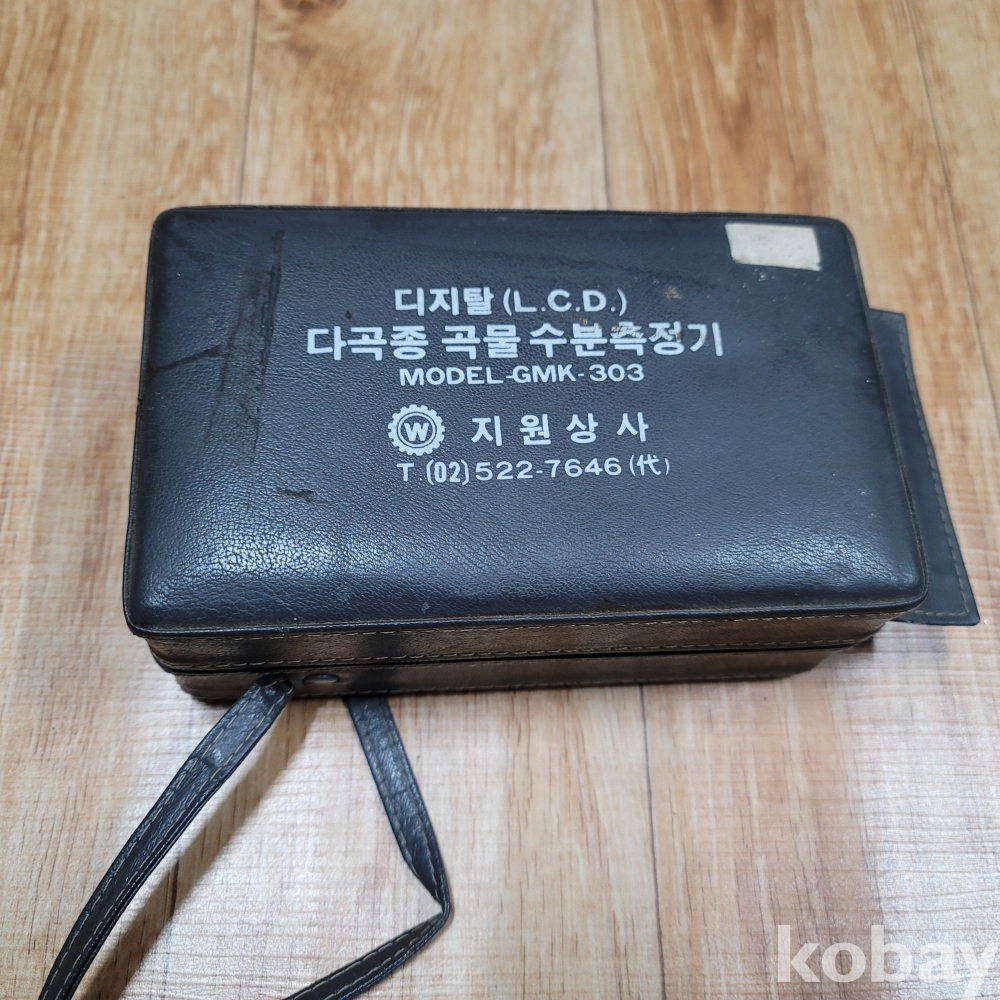 디지탈 (L.C.D.)
다곡종 곡물 수분측정기
MODEL-GMK-303
W 지원상사
T.(02)522-7646(代)
kobay